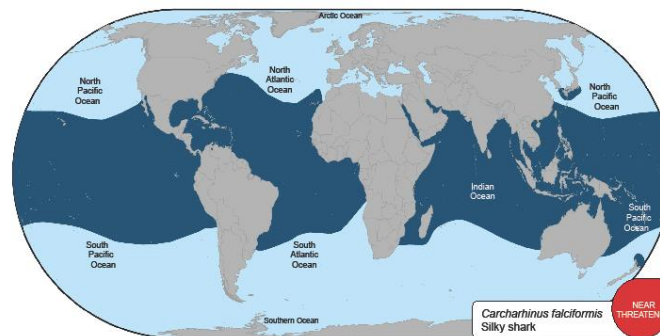 Arctic Ocean
North
Pacific
Ocean
North
Atlantic
Ocean
North
Pacific
Ocean
Indian
Ocean
South
Pacific
Ocean
South
Pacific
Ocean
South
Atlantic
Ocean
Southern Ocean
Carcharhinus falciformis
Silky shark
NEAR
THREATEN